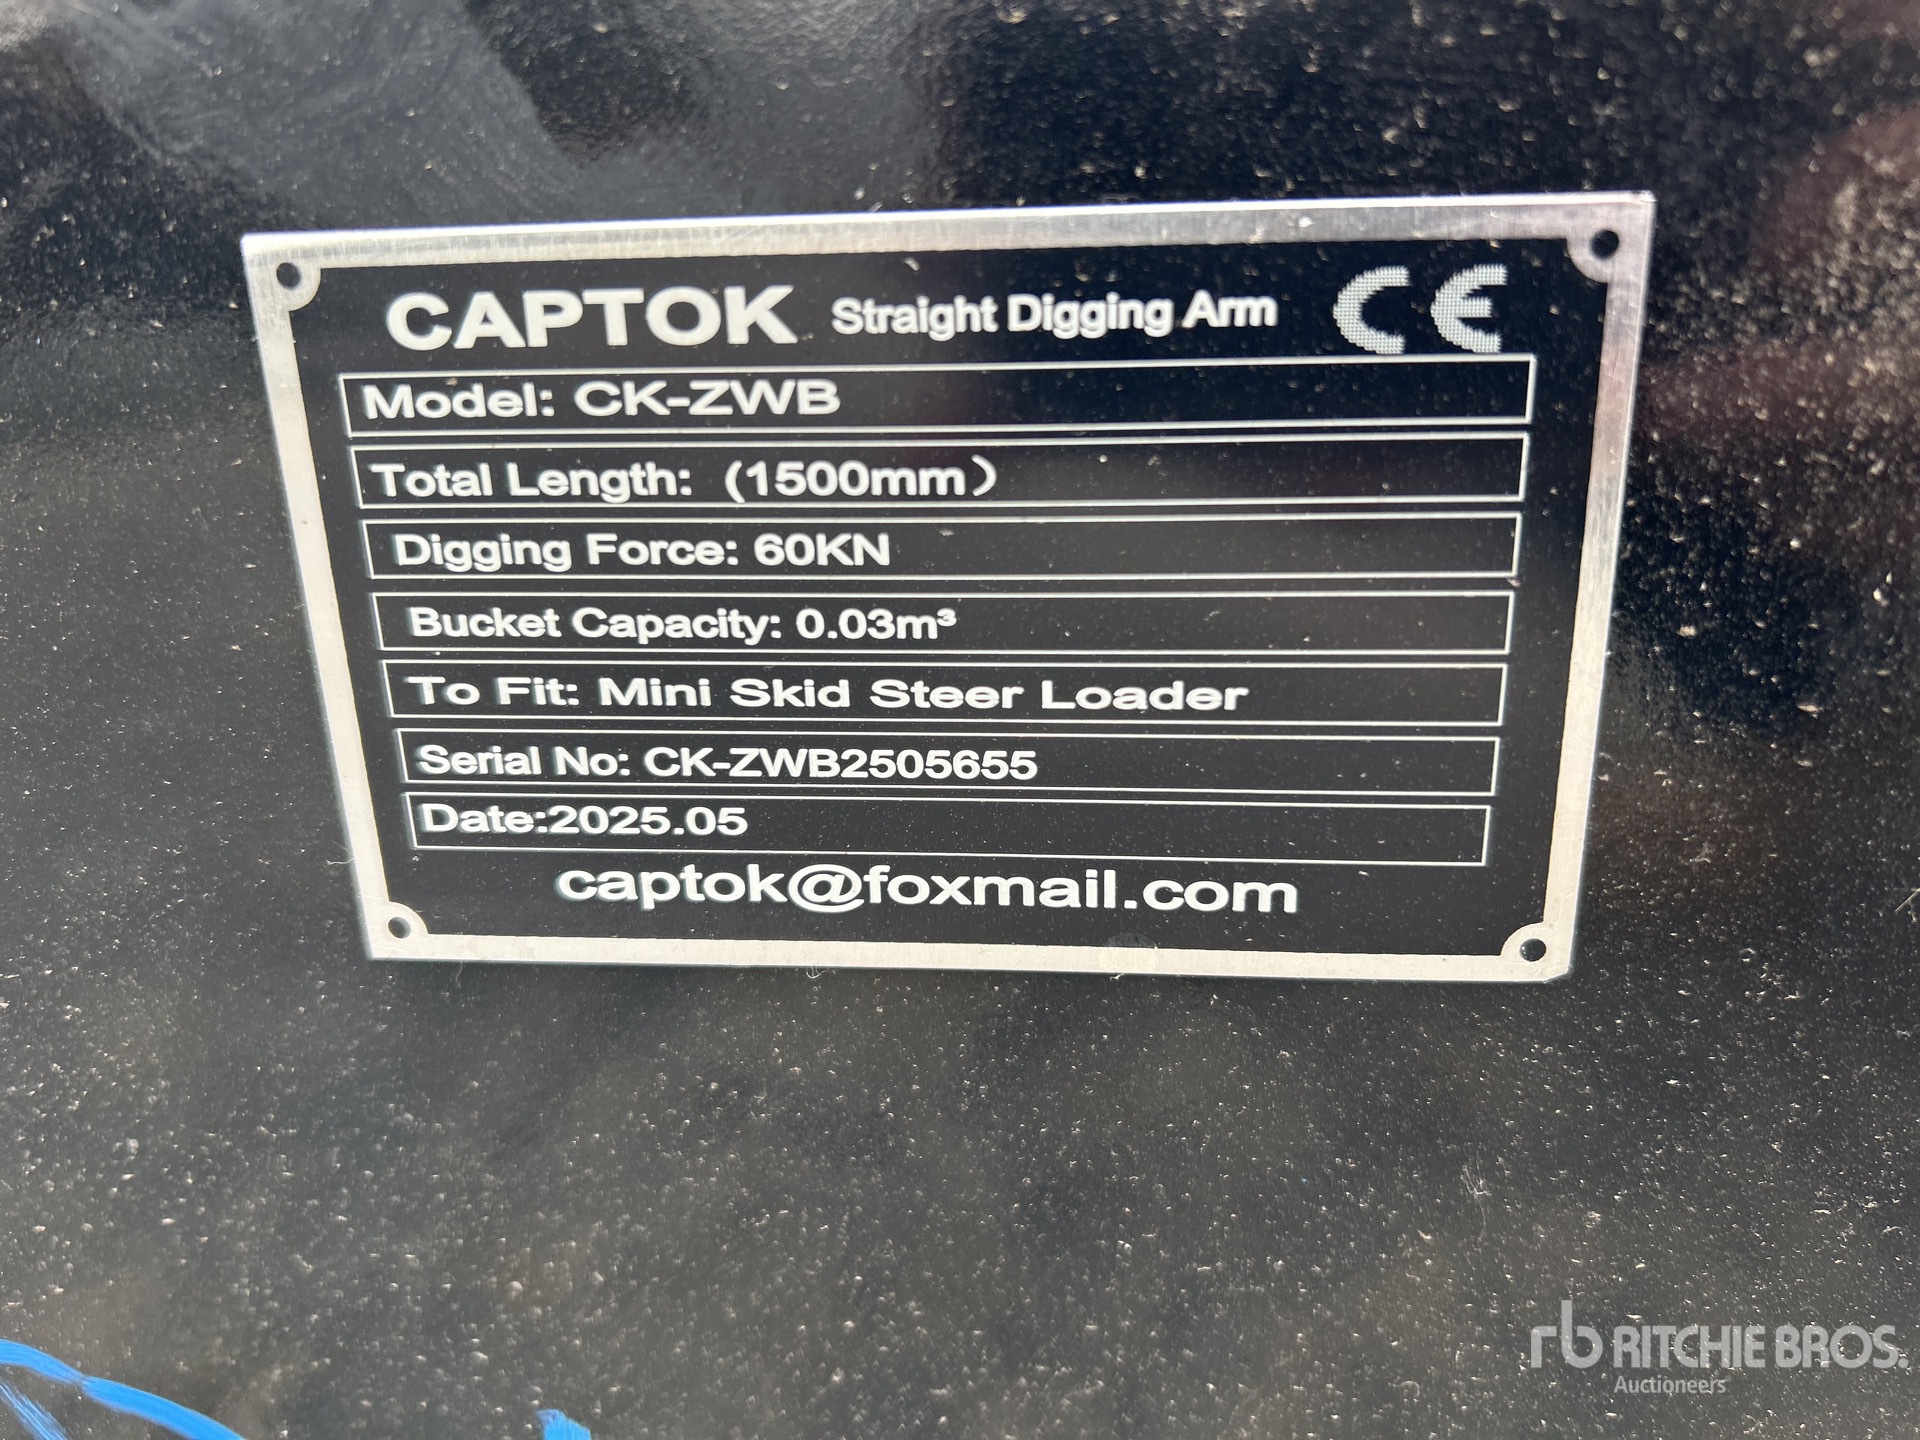 CAPTOK Straight Digging Arm CE
Model: CK-ZWB
Total Length: (1500mm）
Digging Force: 60KN
Bucket Capacity: 0.03m³
To Fit: Mini Skid Steer Loader
Serial No: CK-ZWB2505655
Date:2025.05
captok@foxmail.com
rb RITCHIE BROS.
Auctioneers